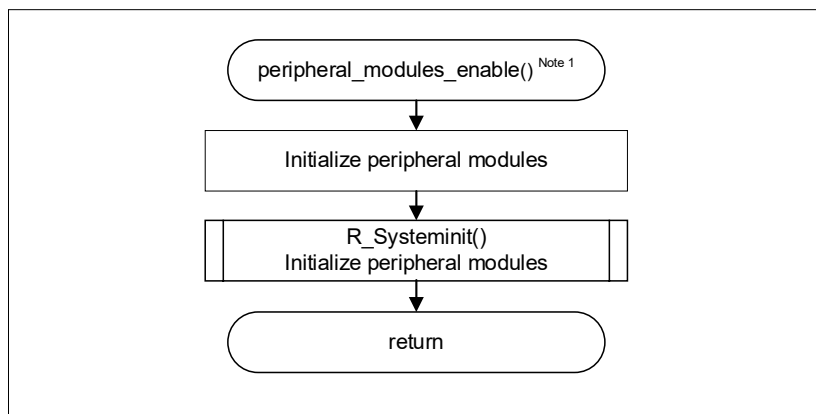 peripheral_modules_enable() Note 1
Initialize peripheral modules
R_Systeminit()
Initialize peripheral modules
return